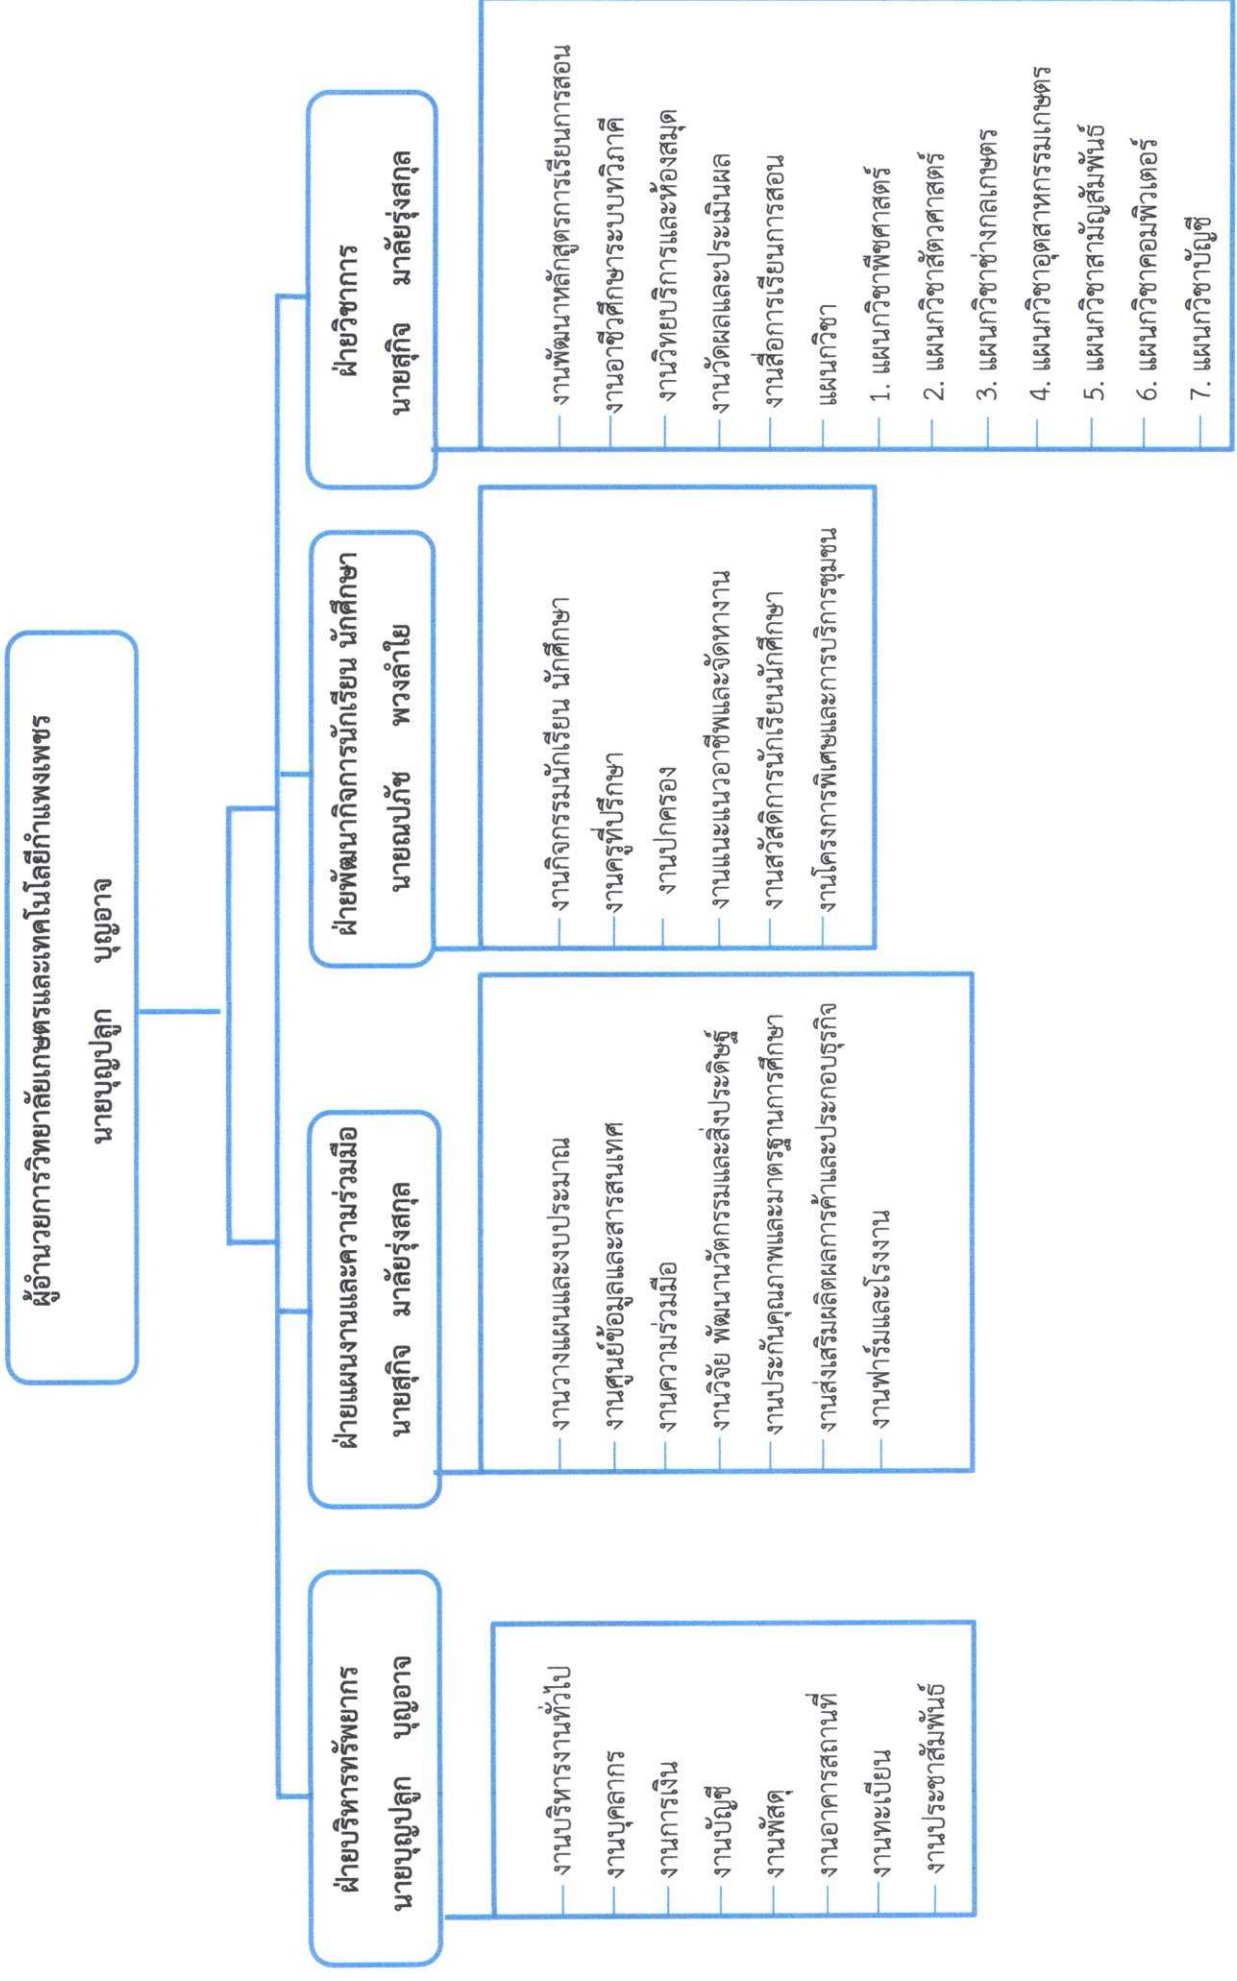 ผู้อำนวยการวิทยาลัยเกษตรและเทคโนโลยีกำแพงเพชร
นายบุญปลูก บุญอาจ
ฝ่ายบริหารทรัพยากร
นายบุญปลูก บุญอาจ
งานบริหารงานทั่วไป
งานบุคลากร
งานการเงิน
งานบัญชี
งานพัสดุ
งานอาคารสถานที่
งานทะเบียน
งานประชาสัมพันธ์
ฝ่ายแผนงานและความร่วมมือ
นายสุกิจ มาลัยรุ่งสกุล
งานวางแผนและงบประมาณ
งานศูนย์ข้อมูลและสารสนเทศ
งานความร่วมมือ
งานวิจัย พัฒนานวัตกรรมและสิ่งประดิษฐ์
งานประกันคุณภาพและมาตรฐานการศึกษา
งานส่งเสริมผลิตผลการค้าและประกอบธุรกิจ
งานฟาร์มและโรงงาน
ฝ่ายพัฒนากิจการนักเรียน นักศึกษา
นายณปภัช พวงลำใย
งานกิจกรรมนักเรียน นักศึกษา
งานครูที่ปรึกษา
งานปกครอง
งานแนะแนวอาชีพและจัดหางาน
งานสวัสดิการนักเรียนนักศึกษา
งานโครงการพิเศษและการบริการชุมชน
ฝ่ายวิชาการ
นายสุกิจ มาลัยรุ่งสกุล
งานพัฒนาหลักสูตรการเรียนการสอน
งานอาชีวศึกษาระบบทวิภาคี
งานวิทยบริการและห้องสมุด
งานวัดผลและประเมินผล
งานสื่อการเรียนการสอน
แผนกวิชา
1. แผนกวิชาพืชศาสตร์
2. แผนกวิชาสัตวศาสตร์
3. แผนกวิชาช่างกลเกษตร
4. แผนกวิชาอุตสาหกรรมเกษตร
5. แผนกวิชาสามัญสัมพันธ์
6. แผนกวิชาคอมพิวเตอร์
7. แผนกวิชาบัญชี